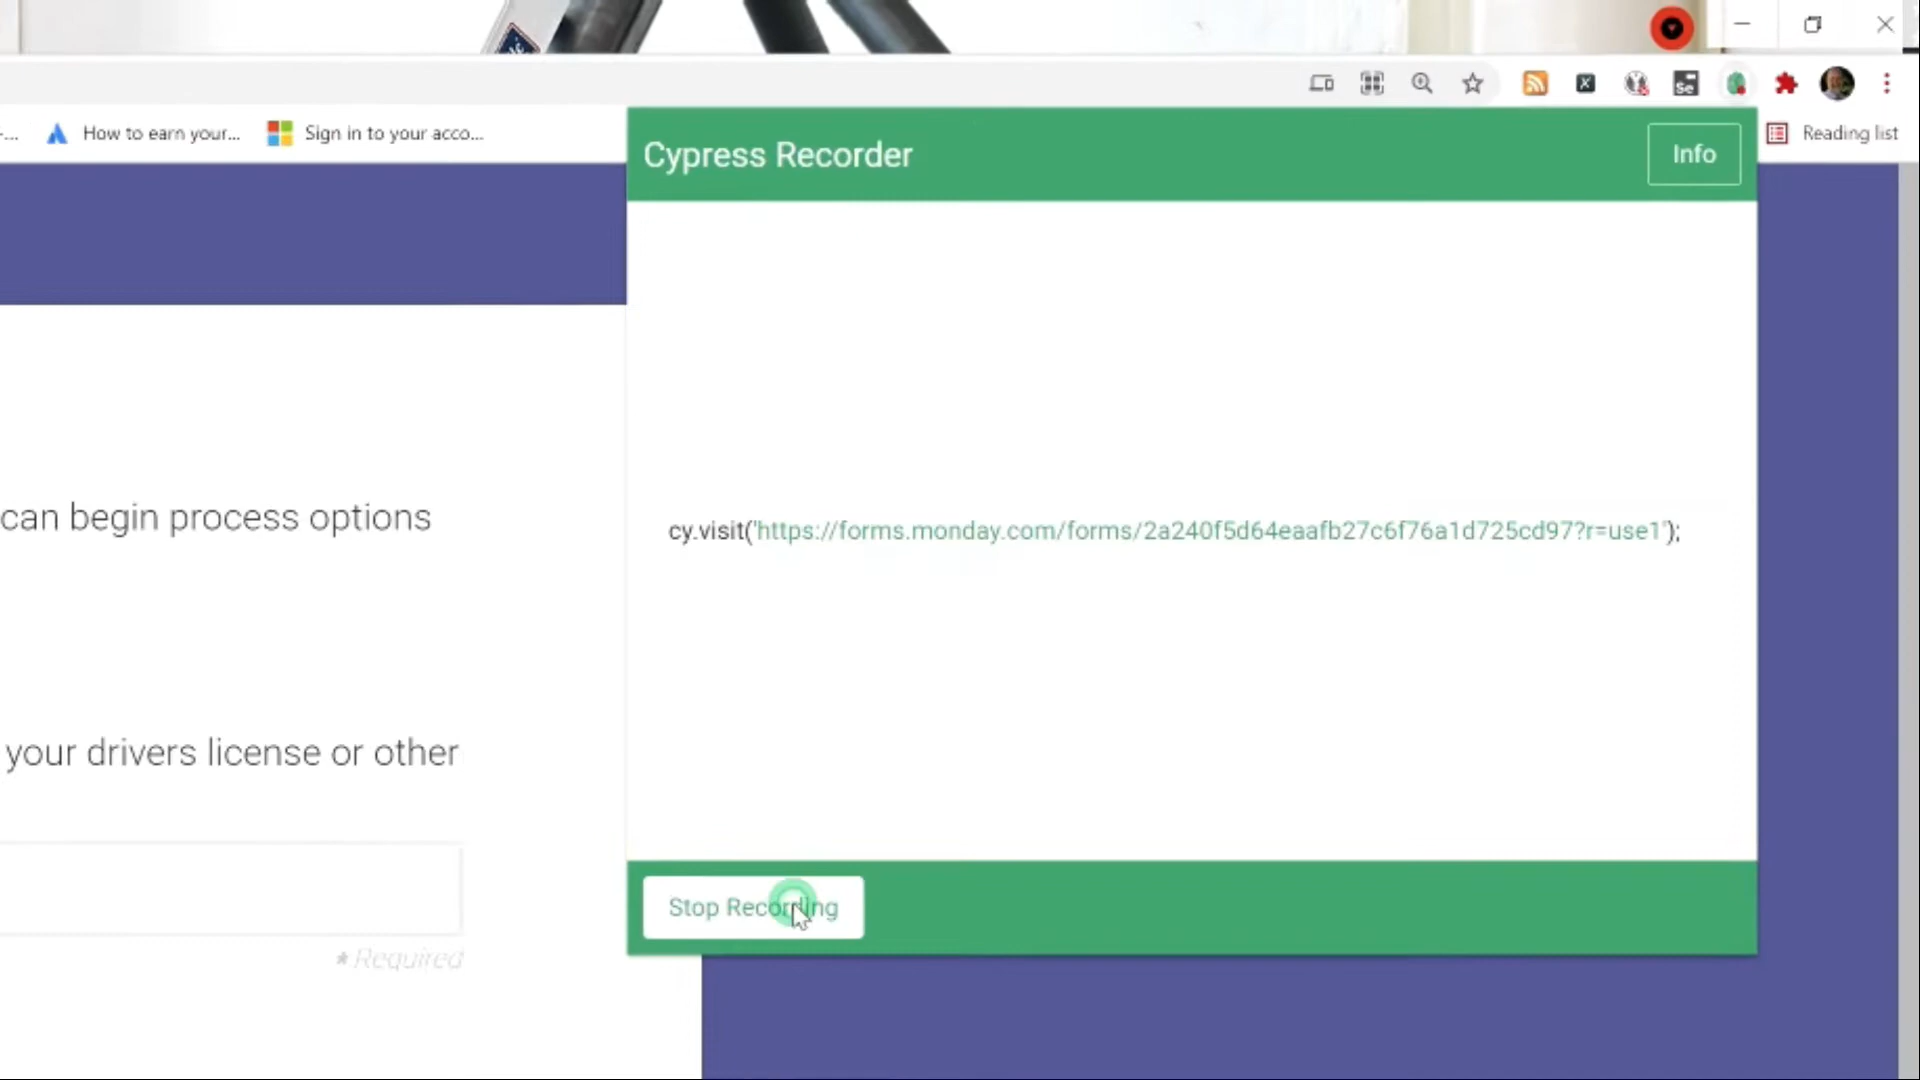 -...
How to earn your...
Sign in to your acco...
Reading list
Cypress Recorder
Info
can begin process options
cy.visit('https://forms.monday.com/forms/2a240f5d64eaafb27c6f76a1d725cd97?r=use1');
your drivers license or other
Stop Recording
* Required
Se
X